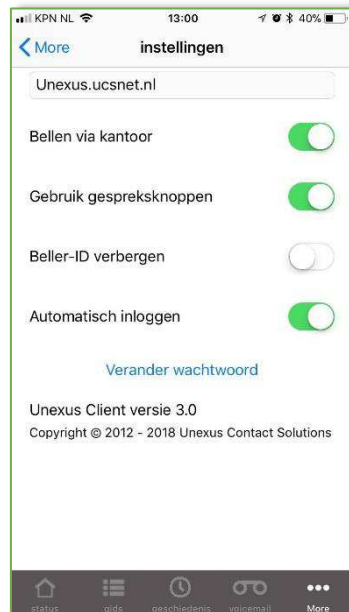 KPN NL 13:00 40%
More instellingen
Unexus.ucsnet.nl
Bellen via kantoor
Gebruik gespreksknoppen
Beller-ID verbergen
Automatisch inloggen
Verander wachtwoord
Unexus Client versie 3.0
Copyright © 2012 - 2018 Unexus Contact Solutions
status gids geschiedenis voicemail More